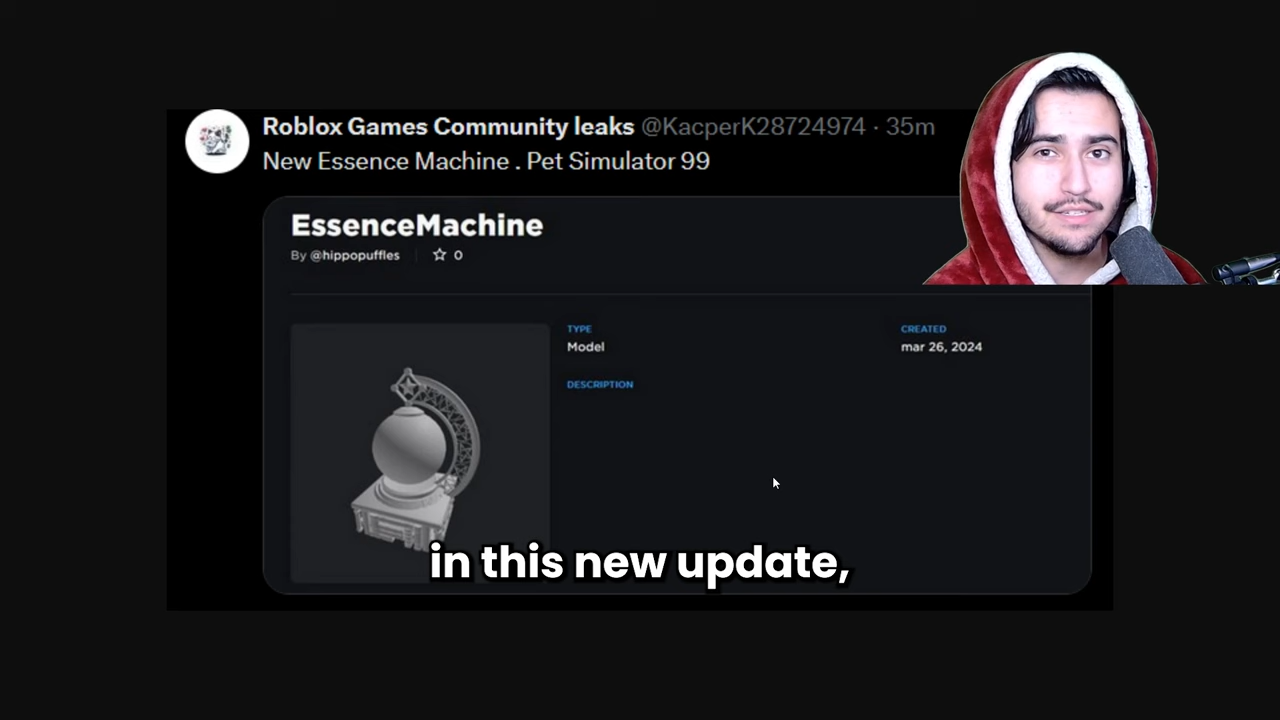 Roblox Games Community leaks @KacperK28724974 · 35m
New Essence Machine . Pet Simulator 99
EssenceMachine
By @hippopuffles ☆ 0
TYPE
Model
CREATED
mar 26, 2024
DESCRIPTION
in this new update,